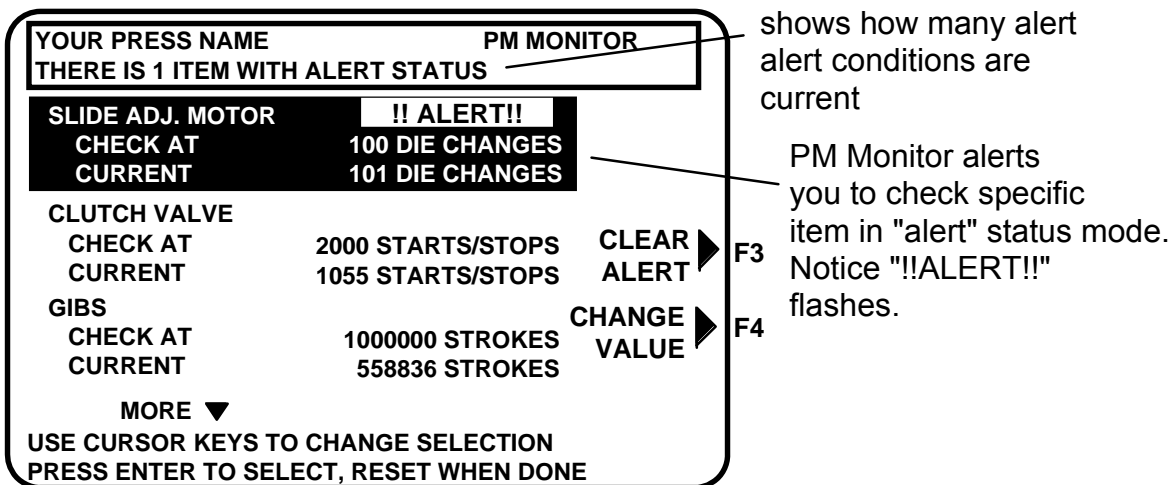 YOUR PRESS NAME PM MONITOR
THERE IS 1 ITEM WITH ALERT STATUS
SLIDE ADJ. MOTOR !! ALERT!!
CHECK AT 100 DIE CHANGES
CURRENT 101 DIE CHANGES
CLUTCH VALVE
CHECK AT 2000 STARTS/STOPS
CURRENT 1055 STARTS/STOPS
GIBS
CHECK AT 1000000 STROKES
CURRENT 558836 STROKES
CLEAR
ALERT F3
CHANGE
VALUE F4
MORE
USE CURSOR KEYS TO CHANGE SELECTION
PRESS ENTER TO SELECT, RESET WHEN DONE
shows how many alert
alert conditions are
current
PM Monitor alerts
you to check specific
item in "alert" status mode.
Notice "!!ALERT!!"
flashes.